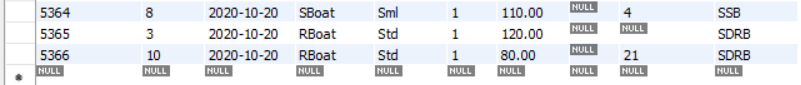 5364 8 2020-10-20 SBoat Sml 1 110.00 NULL 4 SSB
5365 3 2020-10-20 RBoat Std 1 120.00 NULL NULL SDRB
5366 10 2020-10-20 RBoat Std 1 80.00 NULL 21 SDRB
NULL NULL NULL NULL NULL NULL NULL NULL NULL NULL